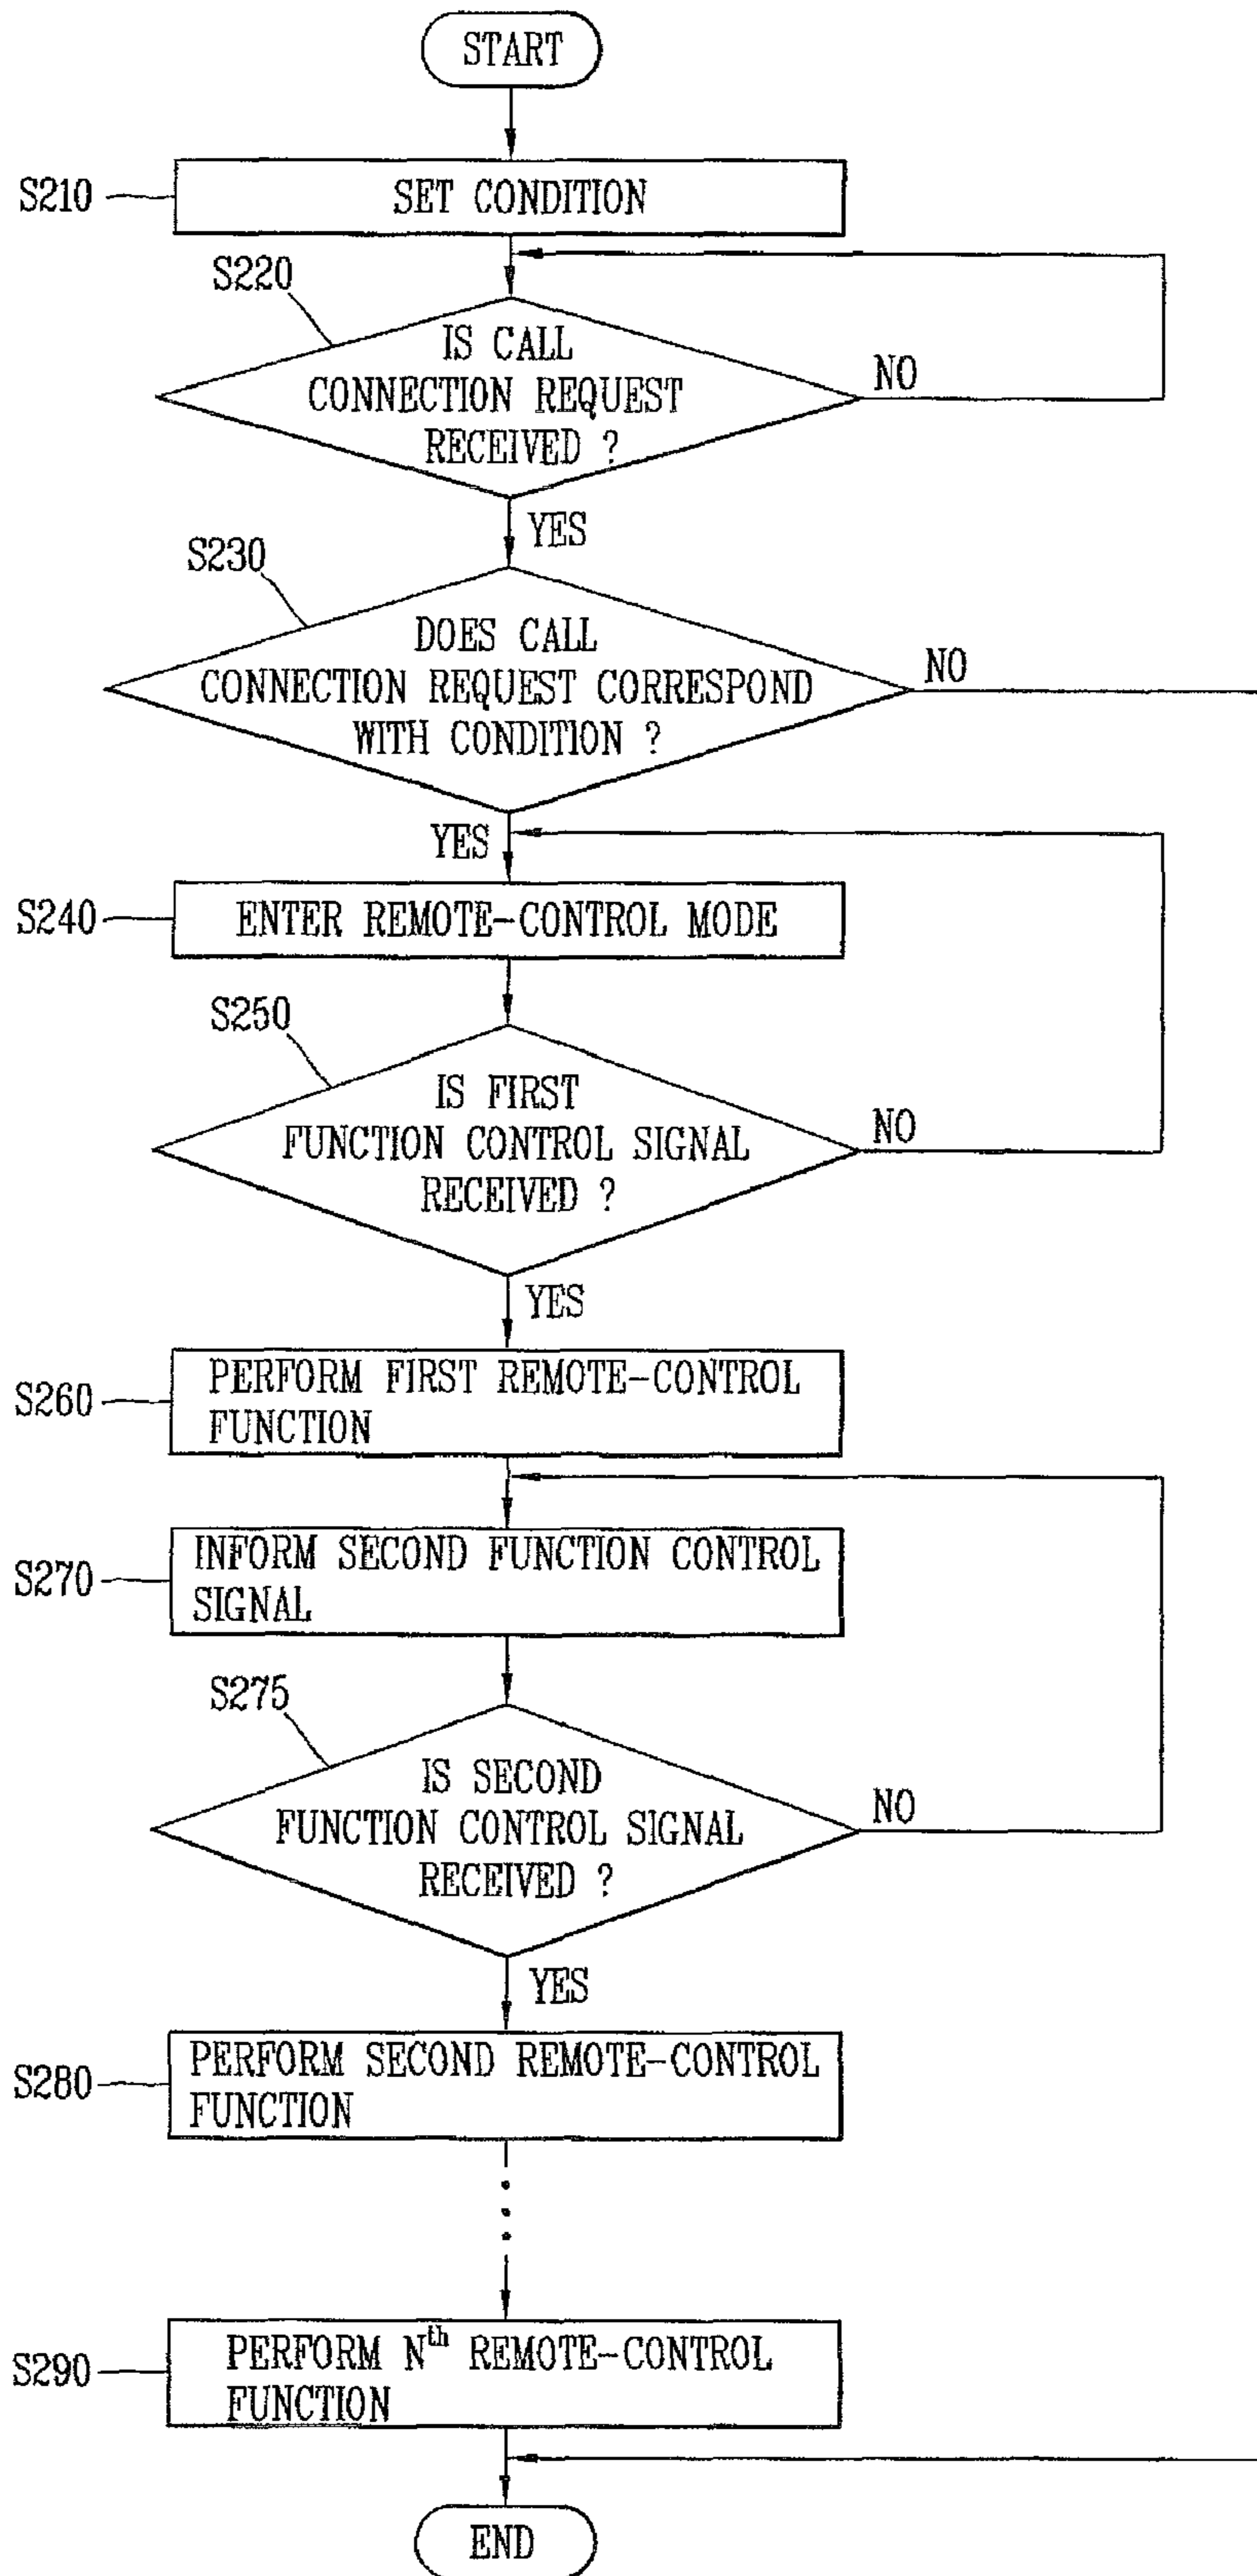 START
S210
SET CONDITION
S220
IS CALL
CONNECTION REQUEST
RECEIVED ?
NO
YES
S230
DOES CALL
CONNECTION REQUEST CORRESPOND
WITH CONDITION ?
NO
YES
S240
ENTER REMOTE-CONTROL MODE
S250
IS FIRST
FUNCTION CONTROL SIGNAL
RECEIVED ?
NO
YES
S260
PERFORM FIRST REMOTE-CONTROL
FUNCTION
S270
INFORM SECOND FUNCTION CONTROL
SIGNAL
S275
IS SECOND
FUNCTION CONTROL SIGNAL
RECEIVED ?
NO
YES
S280
PERFORM SECOND REMOTE-CONTROL
FUNCTION
S290
PERFORM Nth REMOTE-CONTROL
FUNCTION
END